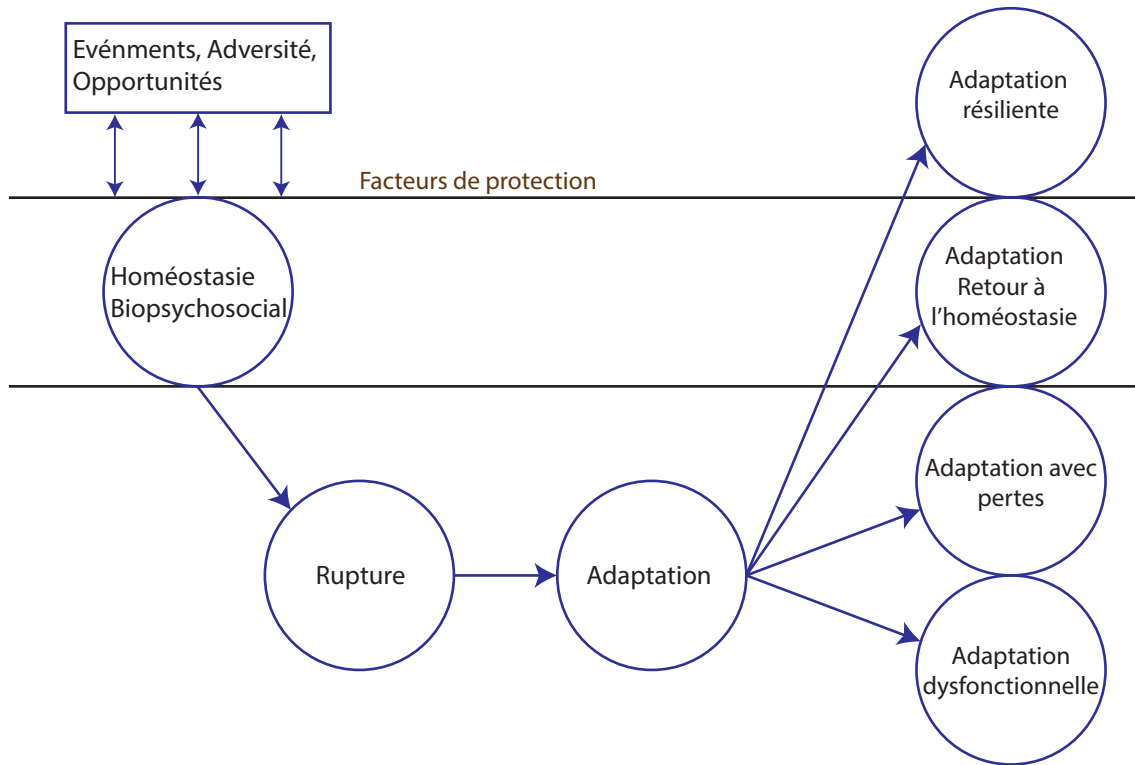 Evénments, Adversité,
Opportunités
Adaptation
résiliente
Facteurs de protection
Homéostasie
Biopsychosocial
Adaptation
Retour à
l'homéostasie
Adaptation avec
pertes
Rupture
Adaptation
Adaptation
dysfonctionnelle